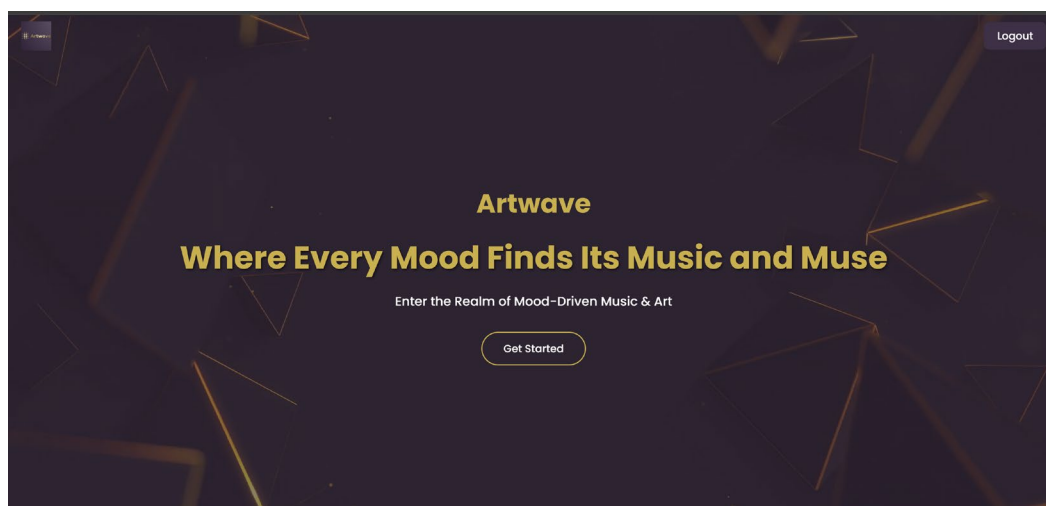 Logout
Artwave
Where Every Mood Finds Its Music and Muse
Enter the Realm of Mood-Driven Music & Art
Get Started